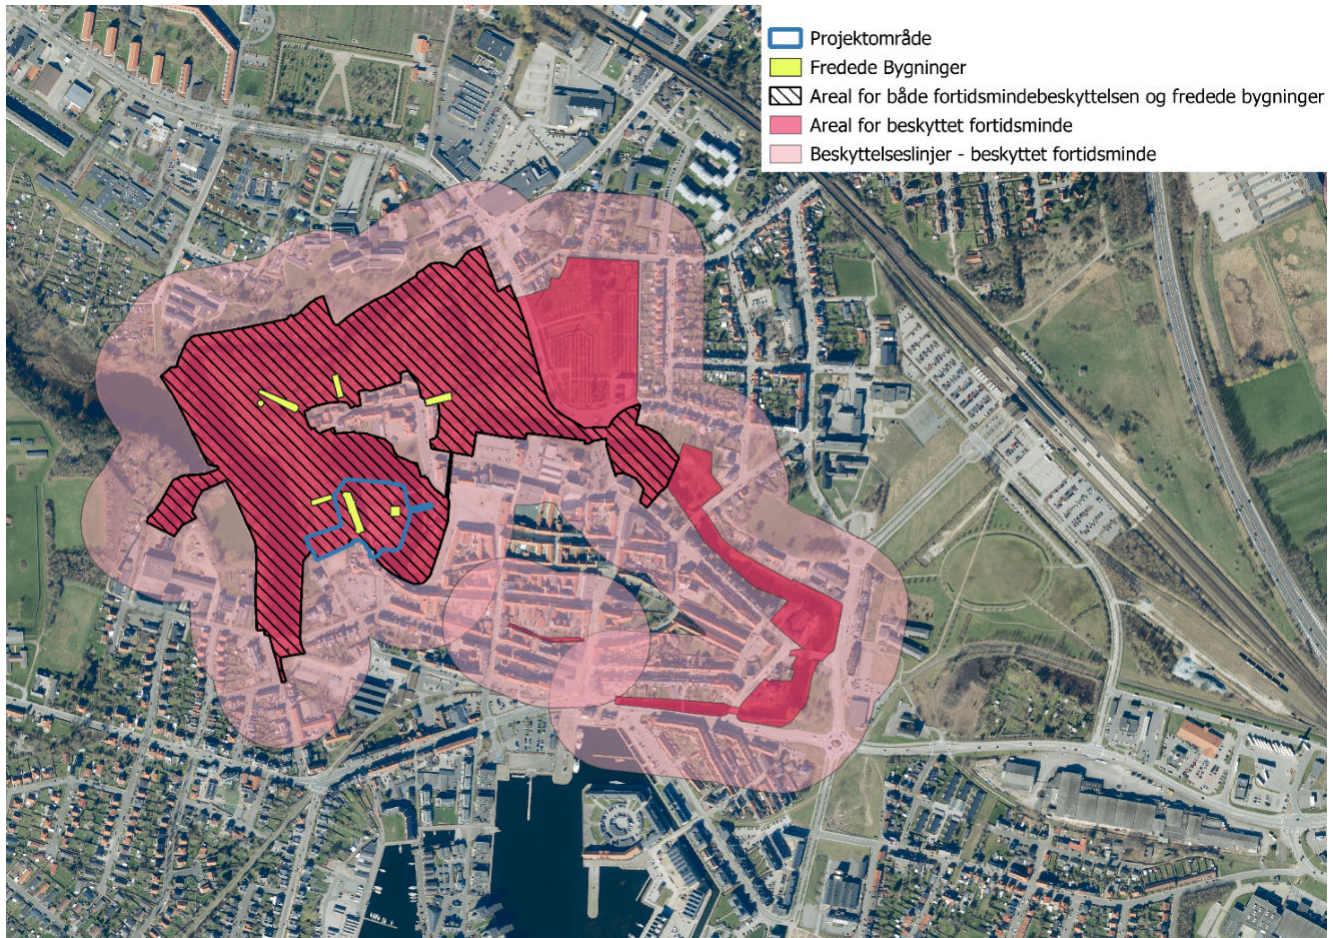 Projektområde
Fredede Bygninger
Areal for både fortidsmindebeskyttelsen og fredede bygninger
Areal for beskyttet fortidsminde
Beskyttelseslinjer - beskyttet fortidsminde